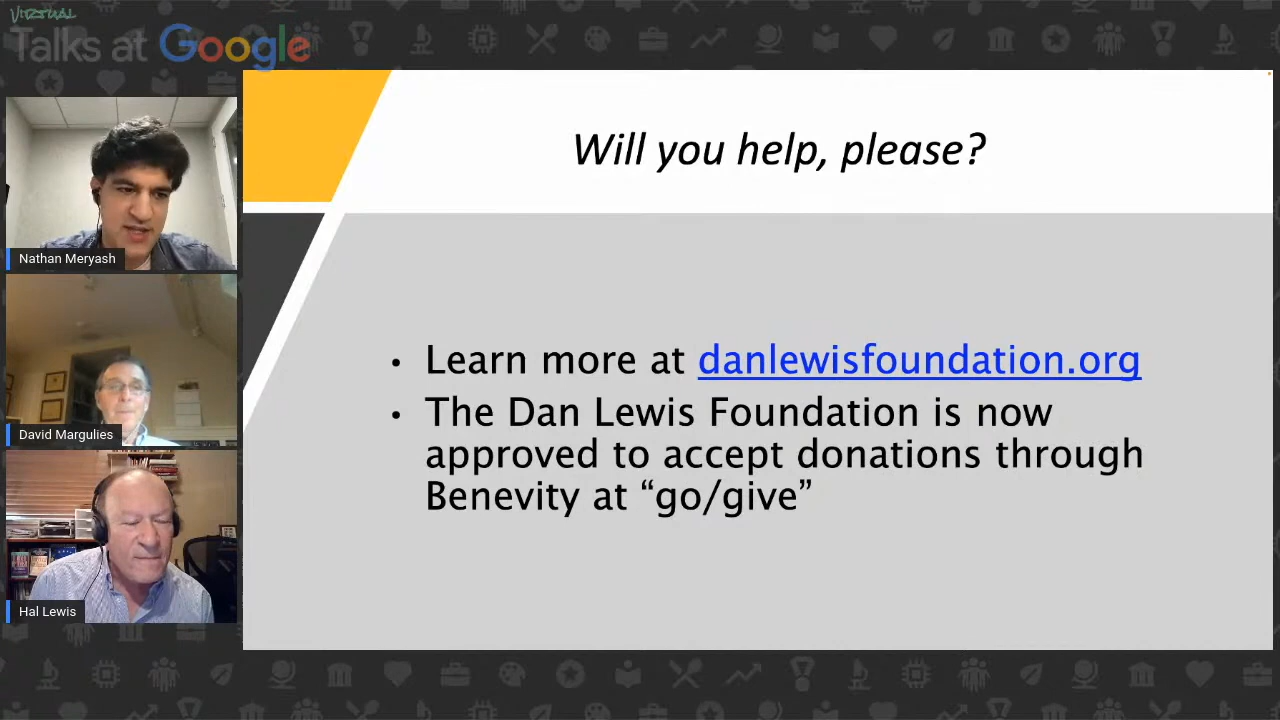 VIRTUAL
Talks at Google
Nathan Meryash
David Margulies
Hal Lewis
Will you help, please?
• Learn more at danlewisfoundation.org
• The Dan Lewis Foundation is now
approved to accept donations through
Benevity at “go/give”